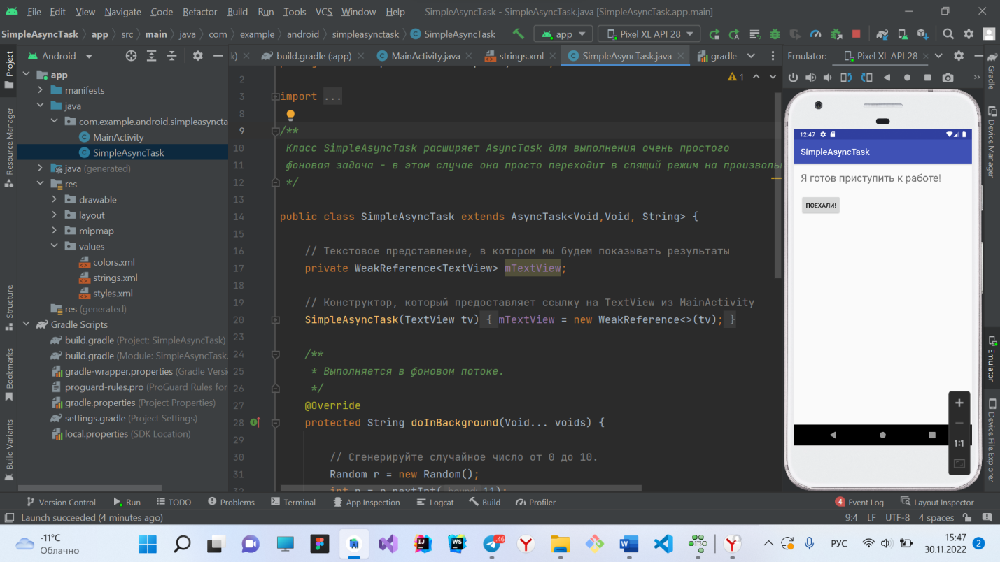 File Edit View Navigate Code Refactor Build Run Tools VCS Window Help SimpleAsyncTask - SimpleAsyncTask.java [SimpleAsyncTask.app.main]
SimpleAsyncTask app src main java com example android simpleasynctask SimpleAsyncTask app Pixel XL API 28
Android build.gradle (:app) MainActivity.java strings.xml SimpleAsyncTask.java gradle Emulator: Pixel XL API 28
Project
Resource Manager
Structure
Bookmarks
Build Variants
app
manifests
java
com.example.android.simpleasyncta
MainActivity
SimpleAsyncTask
java (generated)
res
drawable
layout
mipmap
values
colors.xml
strings.xml
styles.xml
res (generated)
Gradle Scripts
build.gradle (Project: SimpleAsyncTask)
build.gradle (Module: SimpleAsyncTask.
gradle-wrapper.properties (Gradle Versi
proguard-rules.pro (ProGuard Rules for
gradle.properties (Project Properties)
settings.gradle (Project Settings)
local.properties (SDK Location)
1
2
3 import ...
8
9 /**
10 Класс SimpleAsyncTask расширяет AsyncTask для выполнения очень простого
11 фоновая задача - в этом случае она просто переходит в спящий режим на произволь
12 */
13
14 public class SimpleAsyncTask extends AsyncTask<Void,Void, String> {
15
16 // Текстовое представление, в котором мы будем показывать результаты
17 private WeakReference<TextView> mTextView;
18
19 // Конструктор, который предоставляет ссылку на TextView из MainActivity
20 SimpleAsyncTask(TextView tv) { mTextView = new WeakReference<>(tv); }
23
24 /**
25 * Выполняется в фоновом потоке.
26 */
27 @Override
28 protected String doInBackground(Void... voids) {
29
30 // Сгенерируйте случайное число от 0 до 10.
31 Random r = new Random();
32 int n = r.nextInt( bound: 11);
12:47
SimpleAsyncTask
Я готов приступить к работе!
ПОЕХАЛИ!
1:1
Gradle
Device Manager
Emulator
Device File Explorer
Version Control Run TODO Problems Terminal App Inspection Logcat Build Profiler 4 Event Log Layout Inspector
Launch succeeded (4 minutes ago) 9:4 LF UTF-8 4 spaces
-11°C
Облачно
IJ WS .46 РУС
15:47
30.11.2022 2